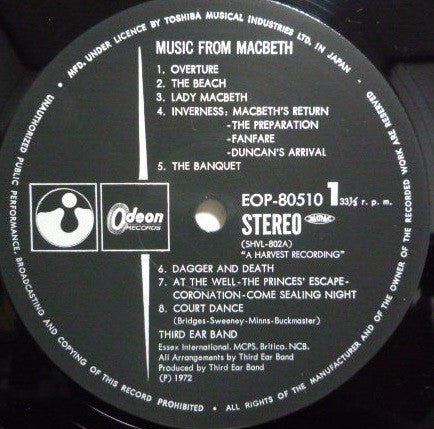 MFD. UNDER LICENCE BY TOSHIBA MUSICAL INDUSTRIES LTD. IN JAPAN •
ALL RIGHTS OF THE MANUFACTURER AND OF THE OWNER OF THE RECORDED WORK ARE RESERVED
UNAUTHORIZED PUBLIC PERFORMANCE, BROADCASTING AND COPYING OF THIS RECORD PROHIBITED •
MUSIC FROM MACBETH
1. OVERTURE
2. THE BEACH
3. LADY MACBETH
4. INVERNESS: MACBETH'S RETURN
-THE PREPARATION
-FANFARE
-DUNCAN'S ARRIVAL
5. THE BANQUET
Odeon
RECORDS
EOP-80510 1 33⅓ r. p. m.
STEREO
(SHVL-802A)
"A HARVEST RECORDING"
6. DAGGER AND DEATH
7. AT THE WELL-THE PRINCES' ESCAPE-
CORONATION-COME SEALING NIGHT
8. COURT DANCE
(Bridges-Sweeney-Minns-Buckmaster)
THIRD EAR BAND
Essex International. MCPS. Britico. NCB.
All Arrangements by Third Ear Band
Produced by Third Ear Band
(P) 1972